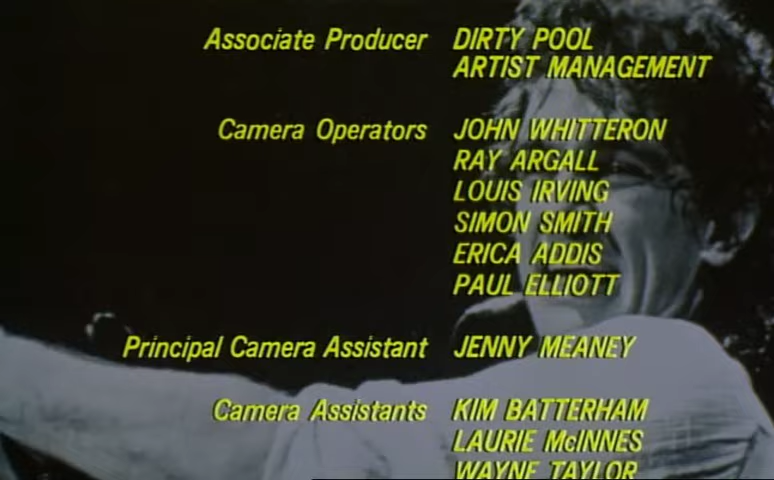 Associate Producer DIRTY POOL
ARTIST MANAGEMENT
Camera Operators JOHN WHITTERON
RAY ARGALL
LOUIS IRVING
SIMON SMITH
ERICA ADDIS
PAUL ELLIOTT
Principal Camera Assistant JENNY MEANEY
Camera Assistants KIM BATTERHAM
LAURIE McINNES
WAYNE TAYLOR